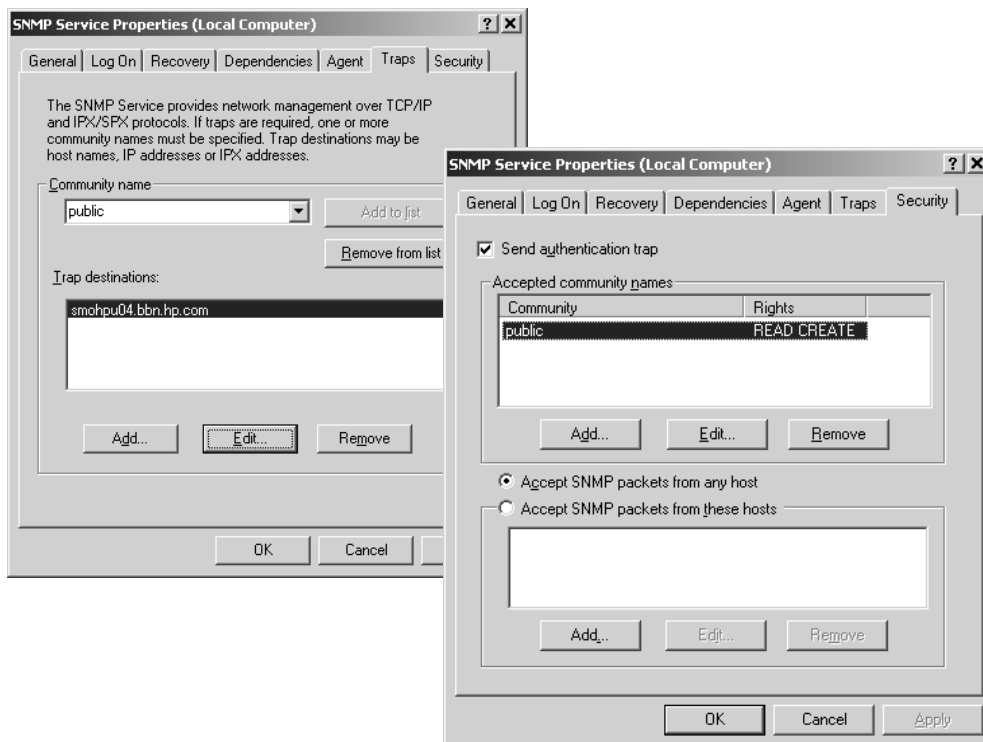 SNMP Service Properties (Local Computer)
General Log On Recovery Dependencies Agent Traps Security
The SNMP Service provides network management over TCP/IP
and IPX/SPX protocols. If traps are required, one or more
community names must be specified. Trap destinations may be
host names, IP addresses or IPX addresses.
Community name
public
Add to list
Remove from list
Trap destinations:
smohpu04.bbn.hp.com
Add... Edit... Remove
OK Cancel
SNMP Service Properties (Local Computer)
General Log On Recovery Dependencies Agent Traps Security
Send authentication trap
Accepted community names
Community Rights
public READ CREATE
Add... Edit... Remove
Accept SNMP packets from any host
Accept SNMP packets from these hosts
Add... Edit... Remove
OK Cancel Apply